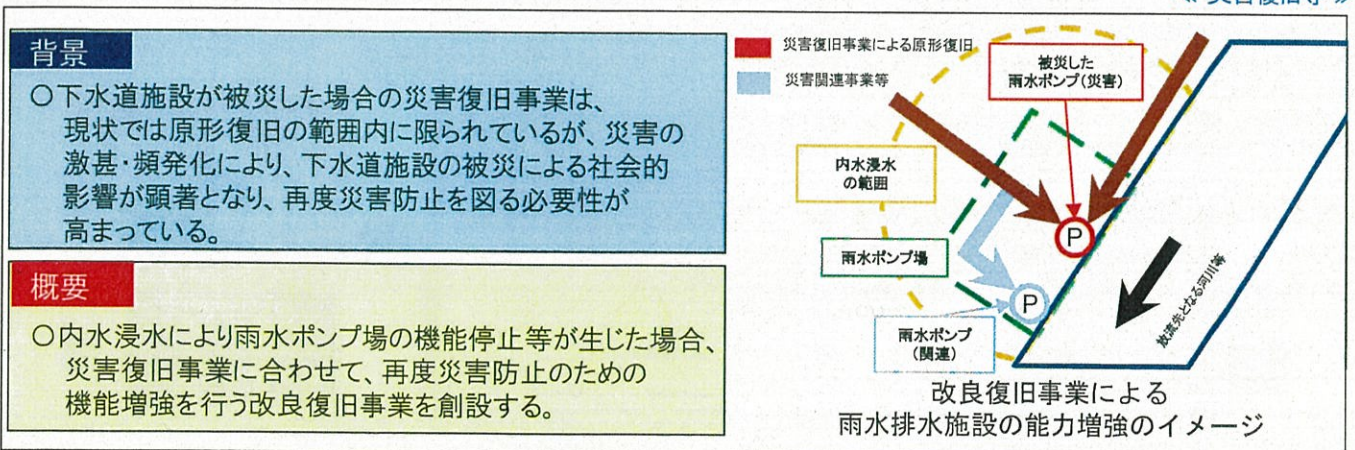 背景
○下水道施設が被災した場合の災害復旧事業は、
現状では原形復旧の範囲内に限られているが、災害の
激甚・頻発化により、下水道施設の被災による社会的
影響が顕著となり、再度災害防止を図る必要性が
高まっている。
概要
○内水浸水により雨水ポンプ場の機能停止等が生じた場合、
災害復旧事業に合わせて、再度災害防止のための
機能増強を行う改良復旧事業を創設する。
災害復旧事業による原形復旧
災害関連事業等
被災した
雨水ポンプ(災害)
内水浸水
の範囲
P
雨水ポンプ場
P
雨水ポンプ
(関連)
放流先となる河川等
改良復旧事業による
雨水排水施設の能力増強のイメージ